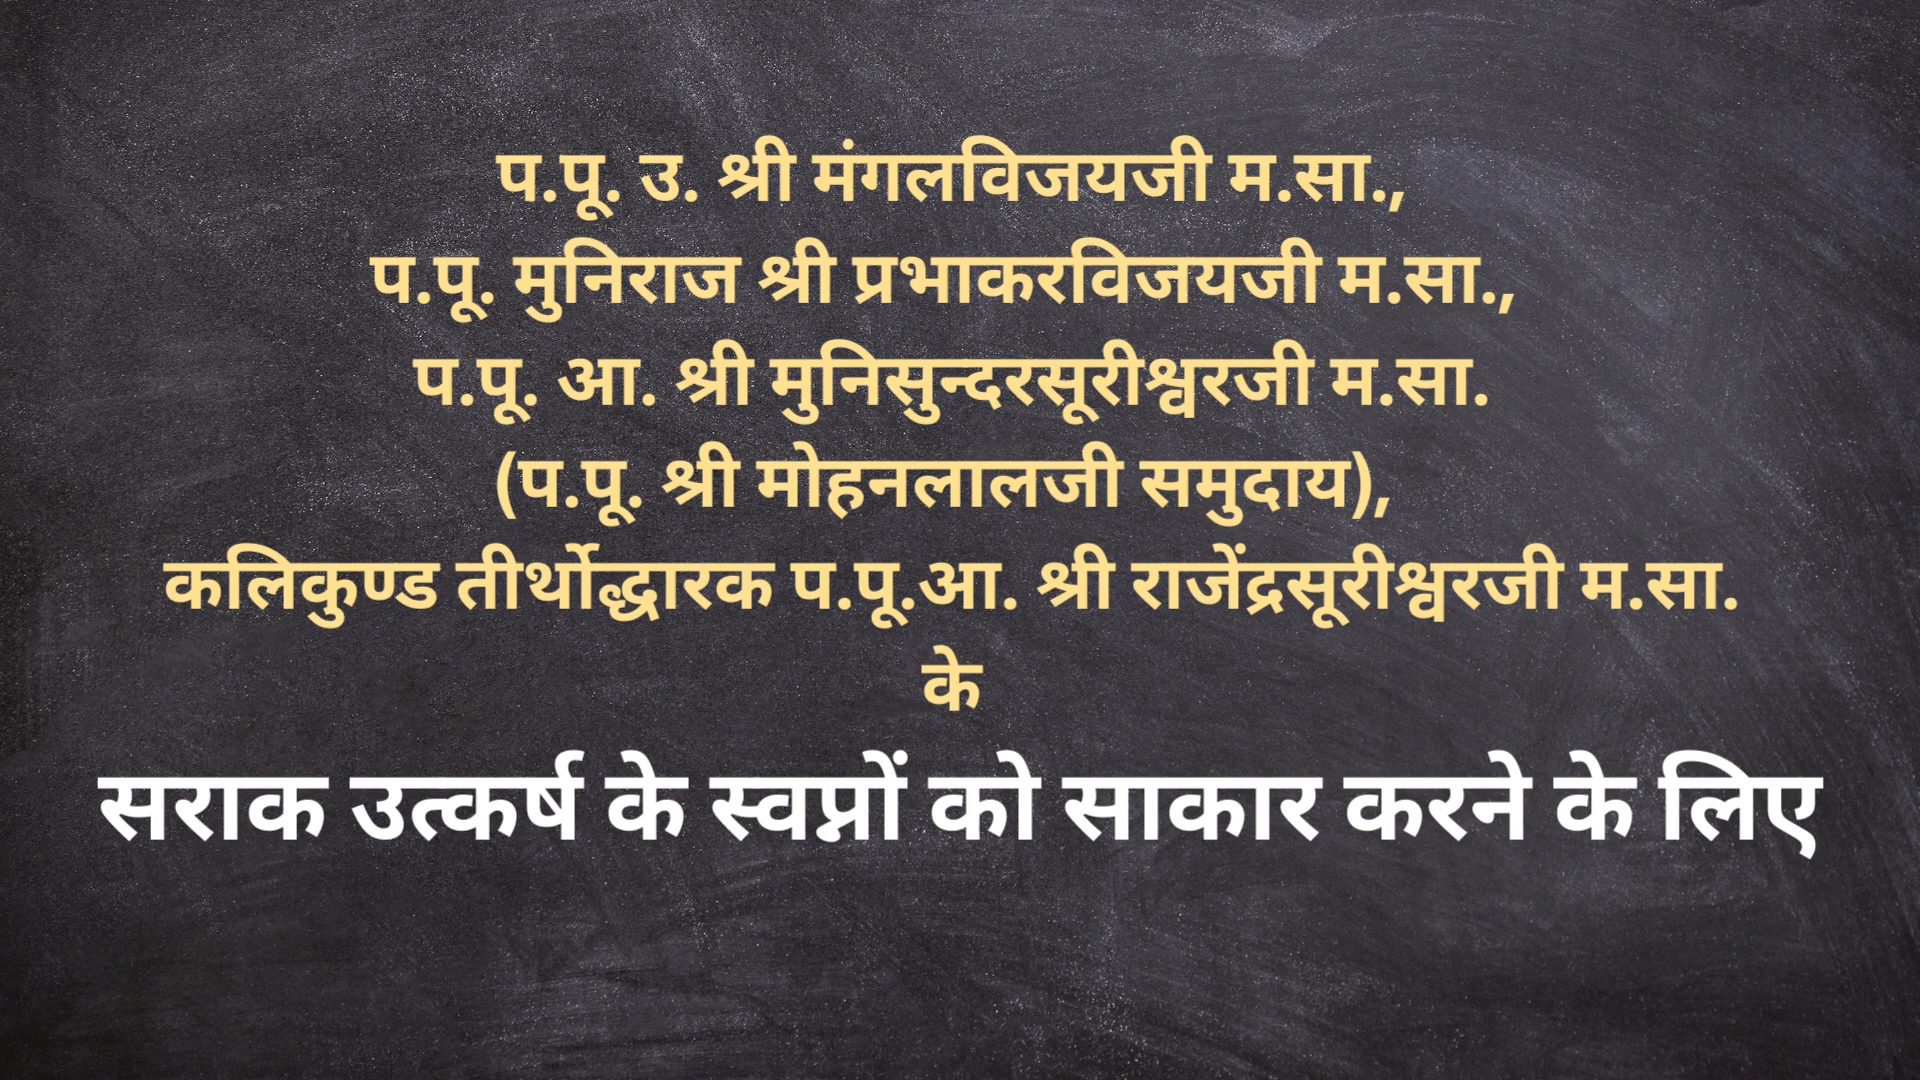 प.पू. उ. श्री मंगलविजयजी म.सा.,
प.पू. मुनिराज श्री प्रभाकरविजयजी म.सा.,
प.पू. आ. श्री मुनिसुन्दरसूरीश्वरजी म.सा.
(प.पू. श्री मोहनलालजी समुदाय),
कलिकुण्ड तीर्थोद्धारक प.पू.आ. श्री राजेंद्रसूरीश्वरजी म.सा.
के
सराक उत्कर्ष के स्वप्नों को साकार करने के लिए